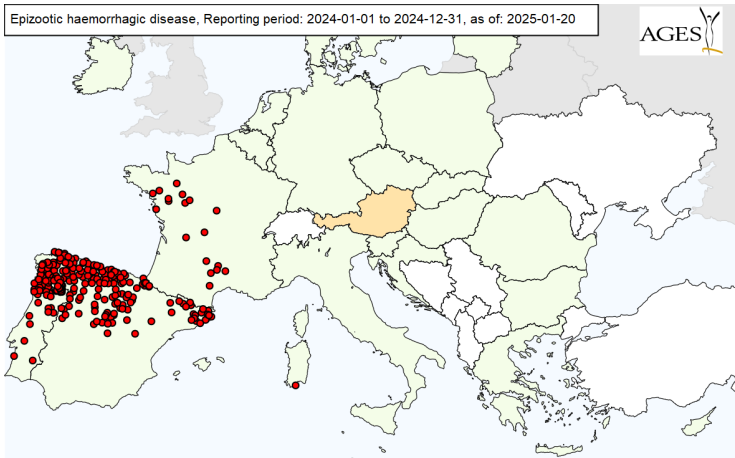 Epizootic haemorrhagic disease, Reporting period: 2024-01-01 to 2024-12-31, as of: 2025-01-20
AGES